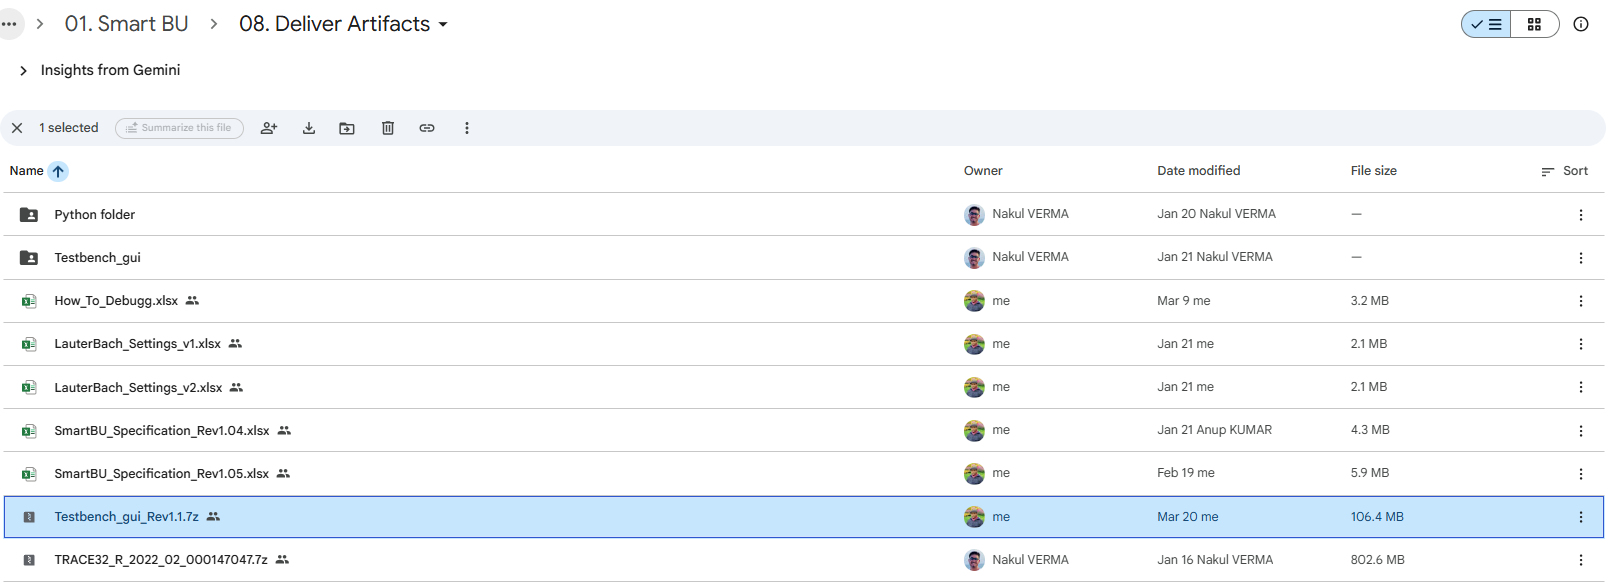 01. Smart BU > 08. Deliver Artifacts
Insights from Gemini
1 selected Summarize this file
Name Owner Date modified File size Sort
Python folder Nakul VERMA Jan 20 Nakul VERMA —
Testbench_gui Nakul VERMA Jan 21 Nakul VERMA —
How_To_Debugg.xlsx me Mar 9 me 3.2 MB
LauterBach_Settings_v1.xlsx me Jan 21 me 2.1 MB
LauterBach_Settings_v2.xlsx me Jan 21 me 2.1 MB
SmartBU_Specification_Rev1.04.xlsx me Jan 21 Anup KUMAR 4.3 MB
SmartBU_Specification_Rev1.05.xlsx me Feb 19 me 5.9 MB
Testbench_gui_Rev1.1.7z me Mar 20 me 106.4 MB
TRACE32_R_2022_02_000147047.7z Nakul VERMA Jan 16 Nakul VERMA 802.6 MB